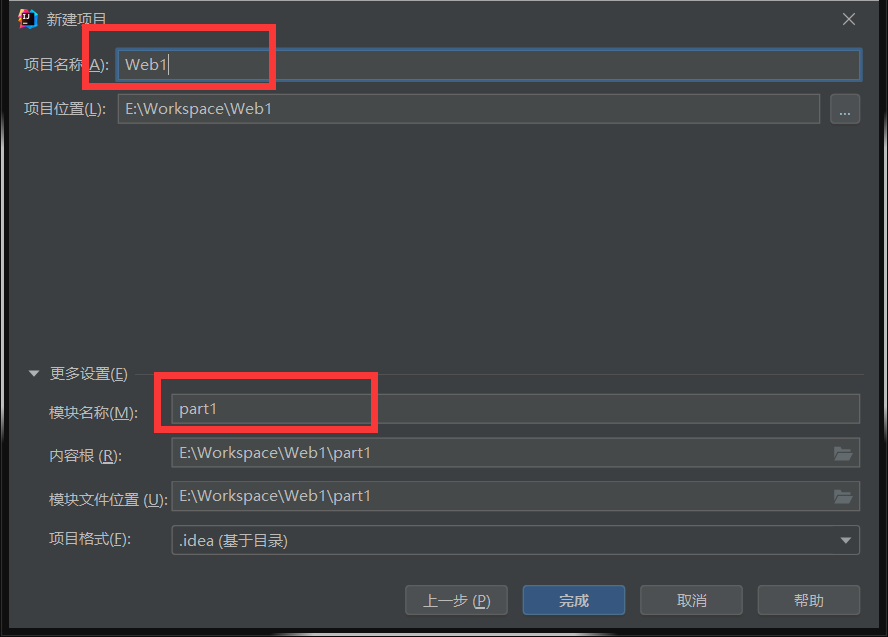 新建项目
项目名称(A): Web1
项目位置(L): E:\Workspace\Web1 ...
更多设置(E)
模块名称(M): part1
内容根 (R): E:\Workspace\Web1\part1
模块文件位置 (U): E:\Workspace\Web1\part1
项目格式(F): .idea (基于目录)
上一步 (P) 完成 取消 帮助